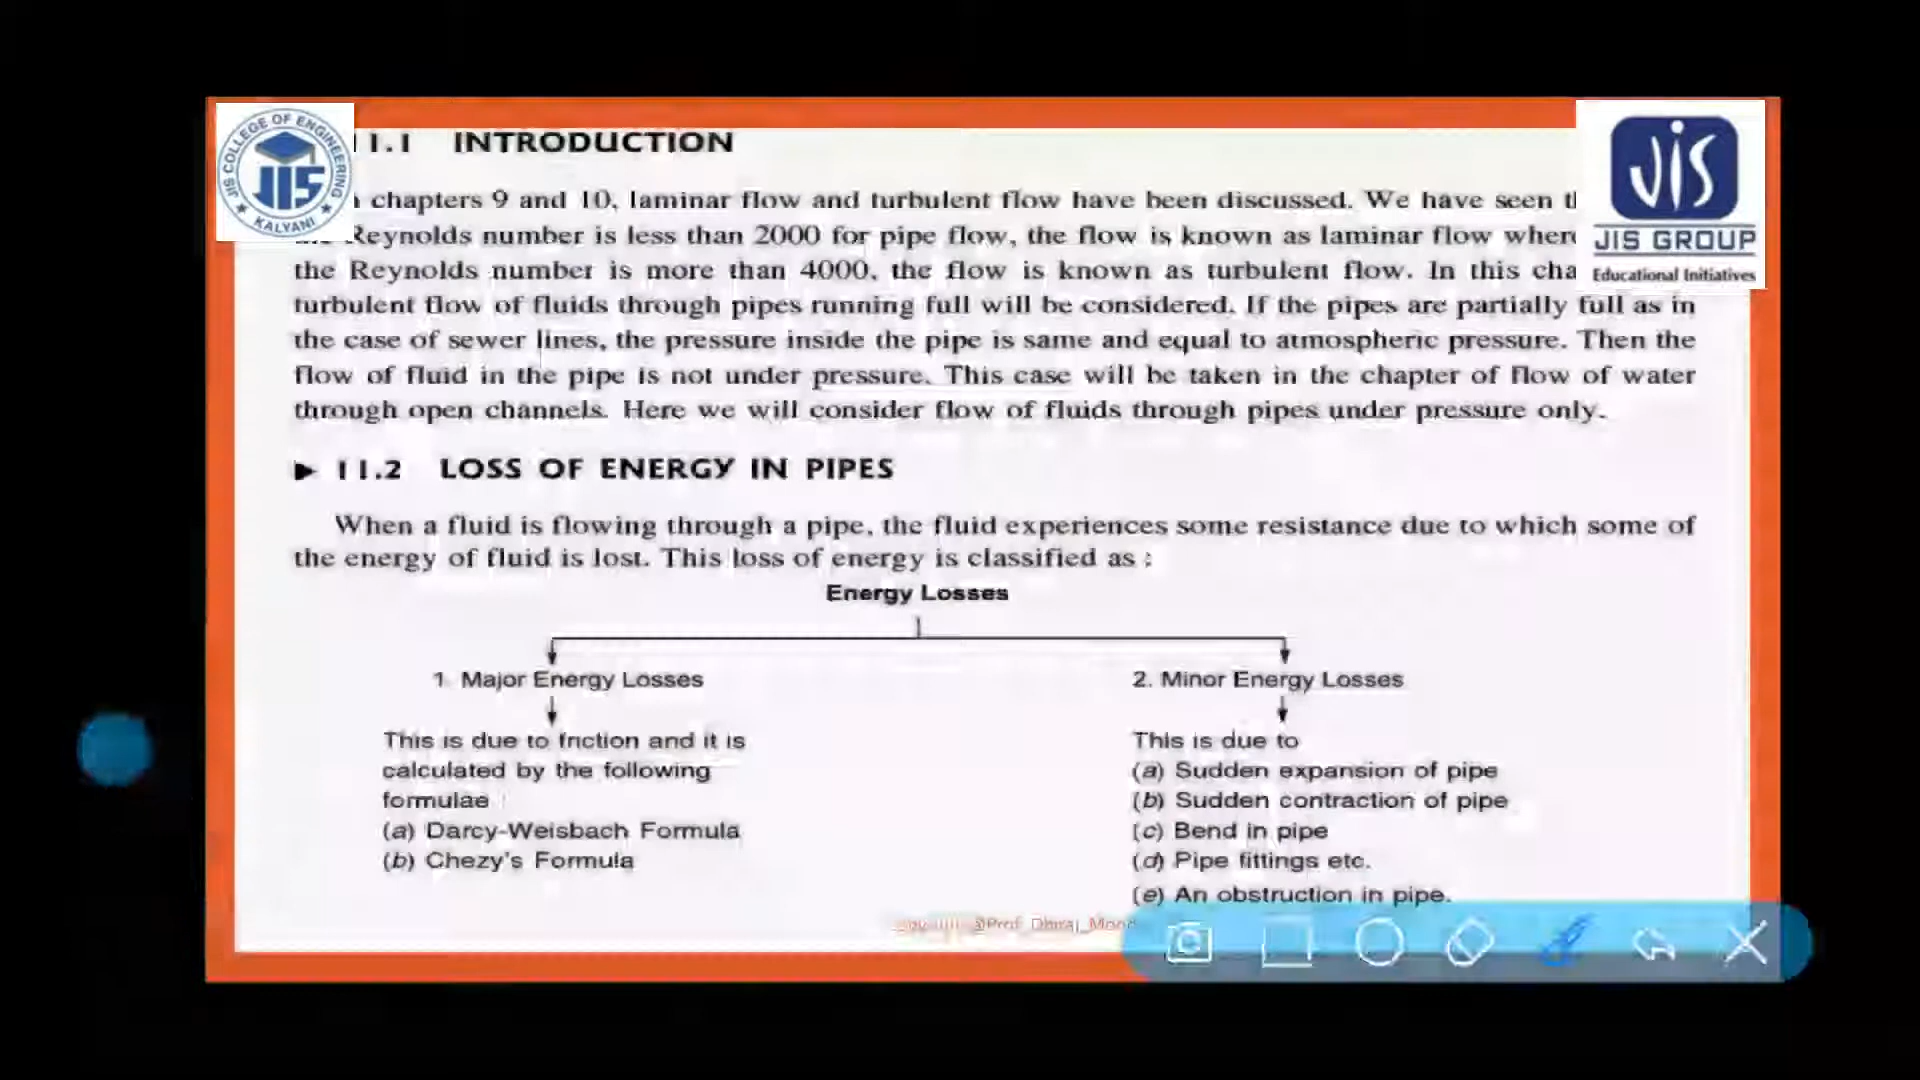 JIS COLLEGE OF ENGINEERING
JIS
KALYANI
11.1 INTRODUCTION
chapters 9 and 10, laminar flow and turbulent flow have been discussed. We have seen
Reynolds number is less than 2000 for pipe flow, the flow is known as laminar flow
the Reynolds number is more than 4000, the flow is known as turbulent flow. In this
turbulent flow of fluids through pipes running full will be considered. If the pipes are partially full as in
the case of sewer lines, the pressure inside the pipe is same and equal to atmospheric pressure. Then the
flow of fluid in the pipe is not under pressure. This case will be taken in the chapter of flow of water
through open channels. Here we will consider flow of fluids through pipes under pressure only.
JiS
JIS GROUP
Educational Initiatives
▶ 11.2 LOSS OF ENERGY IN PIPES
When a fluid is flowing through a pipe, the fluid experiences some resistance due to which some of
the energy of fluid is lost. This loss of energy is classified as :
Energy Losses
1. Major Energy Losses
This is due to friction and it is
calculated by the following
formulae :
(a) Darcy-Weisbach Formula
(b) Chezy's Formula
2. Minor Energy Losses
This is due to
(a) Sudden expansion of pipe
(b) Sudden contraction of pipe
(c) Bend in pipe
(d) Pipe fittings etc.
(e) An obstruction in pipe.
@Prof_Dhiraj_